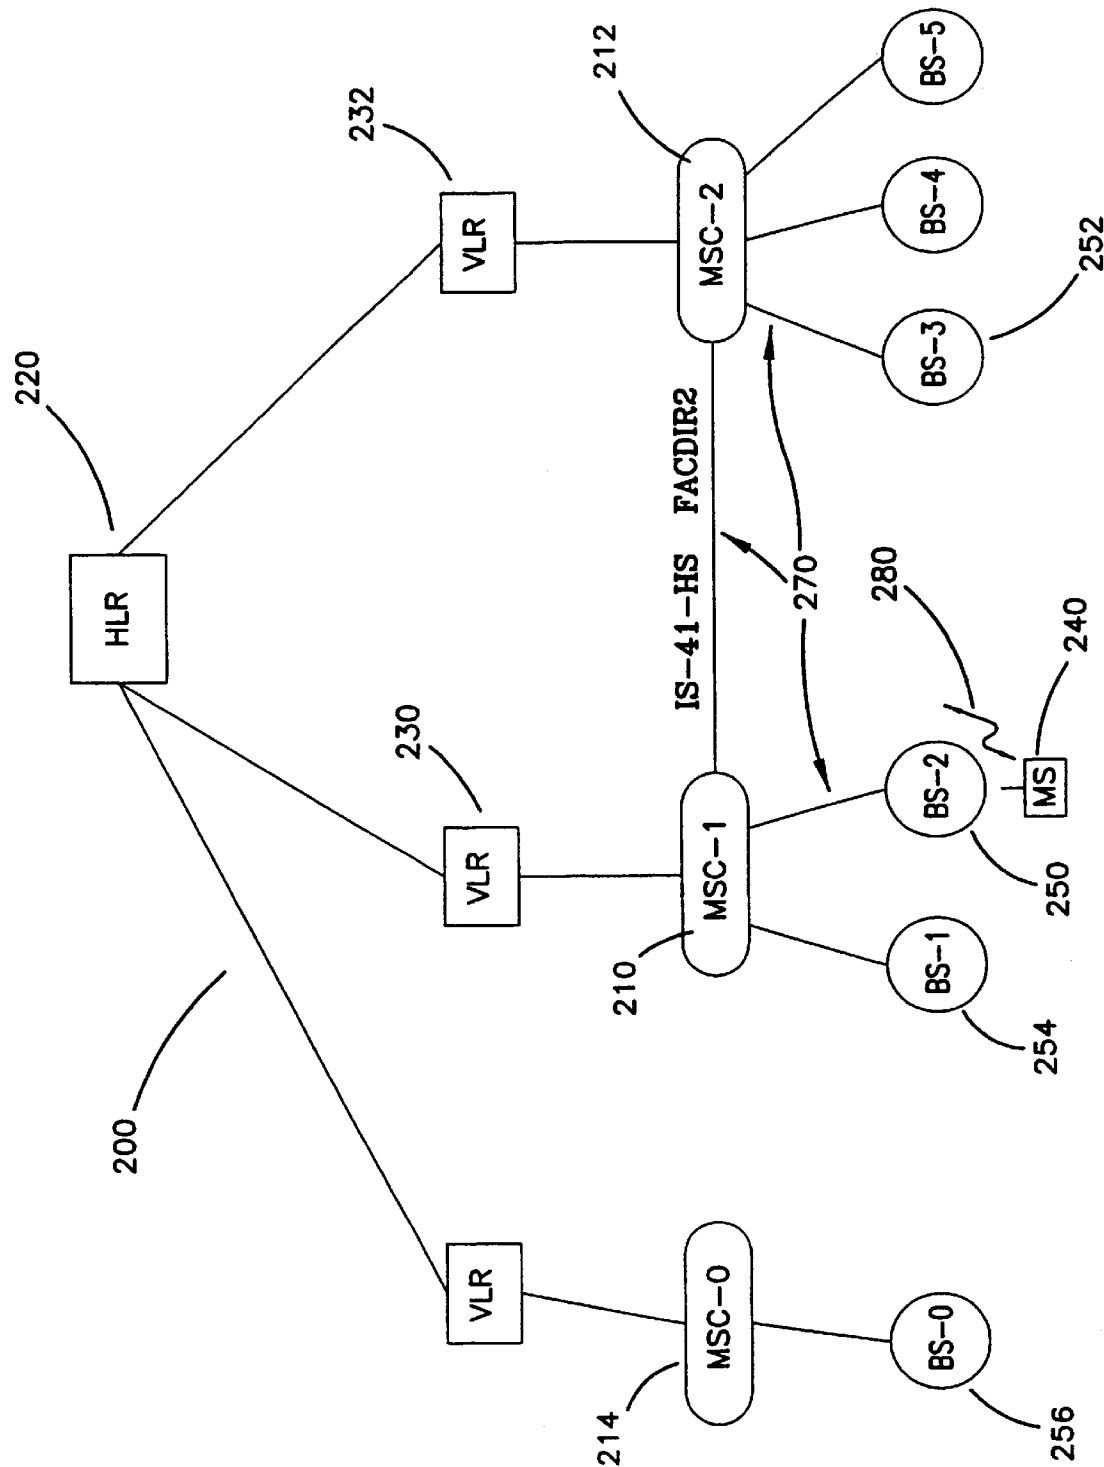 200
220
HLR
232
VLR
230
VLR
VLR
212
MSC-2
IS-41-HS FACDIR2
210
MSC-1
214
MSC-0
270
280
BS-5
BS-4
BS-3
252
BS-2
250
MS
240
BS-1
254
BS-0
256